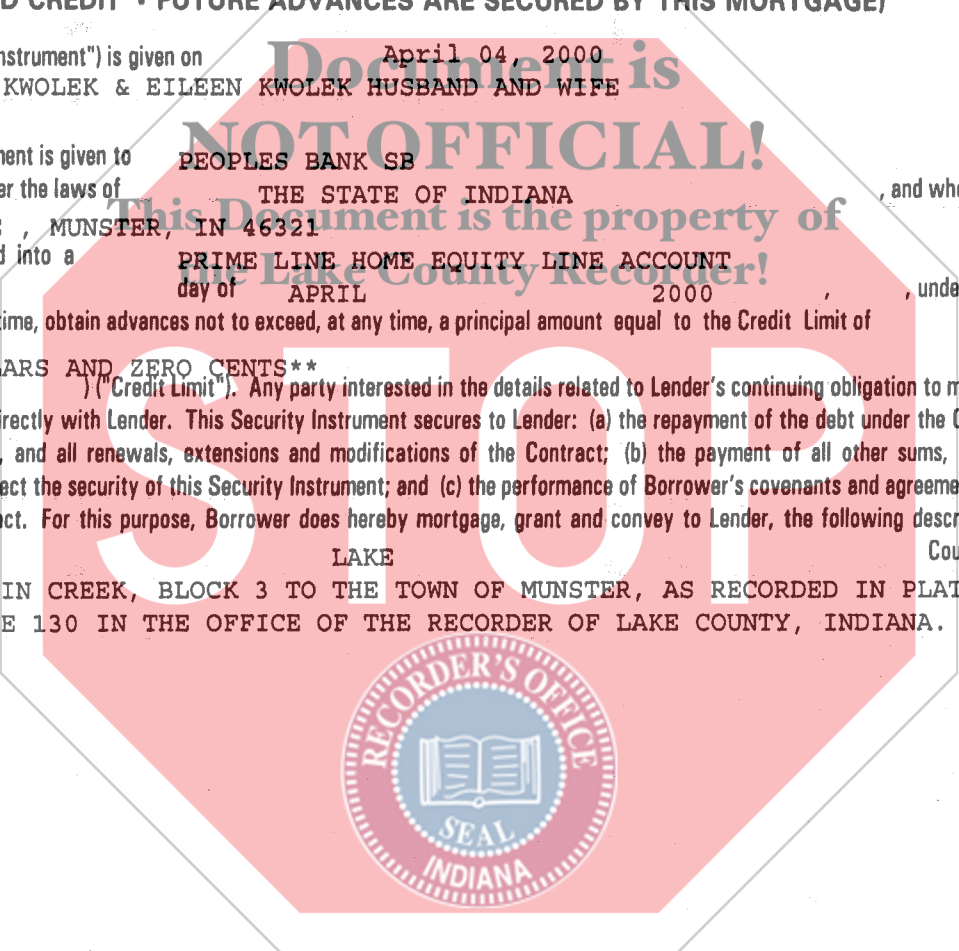 D CREDIT • FUTURE ADVANCES ARE SECURED BY THIS MORTGAGE)
nstrument") is given on April 04, 2000
KWOLEK & EILEEN KWOLEK HUSBAND AND WIFE
Document is
NOT OFFICIAL!
This Document is the property of
the Lake County Recorder!
ment is given to PEOPLES BANK SB
er the laws of THE STATE OF INDIANA , and who
, MUNSTER, IN 46321
d into a PRIME LINE HOME EQUITY LINE ACCOUNT
day of APRIL 2000 , , unde
time, obtain advances not to exceed, at any time, a principal amount equal to the Credit Limit of
ARS AND ZERO CENTS**
) ("Credit Limit"). Any party interested in the details related to Lender's continuing obligation to m
irectly with Lender. This Security Instrument secures to Lender: (a) the repayment of the debt under the C
, and all renewals, extensions and modifications of the Contract; (b) the payment of all other sums,
ect the security of this Security Instrument; and (c) the performance of Borrower's covenants and agreeme
act. For this purpose, Borrower does hereby mortgage, grant and convey to Lender, the following descr
LAKE Cou
IN CREEK, BLOCK 3 TO THE TOWN OF MUNSTER, AS RECORDED IN PLAT
E 130 IN THE OFFICE OF THE RECORDER OF LAKE COUNTY, INDIANA.
STOP
RECORDER'S OFFICE
SEAL
INDIANA